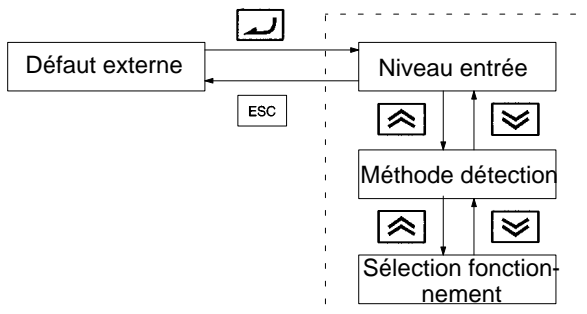 Défaut externe
Niveau entrée
ESC
Méthode détection
Sélection fonction-
nement